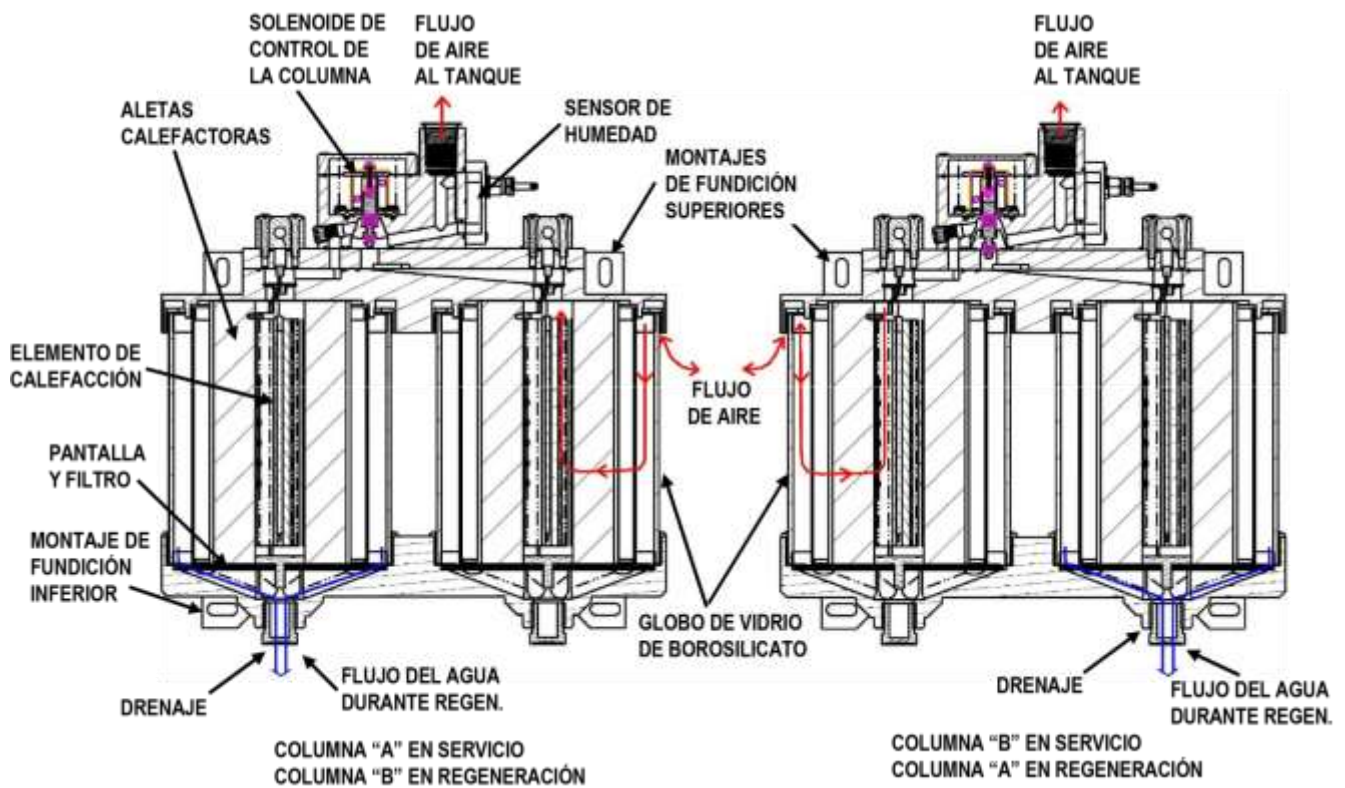 SOLENOIDE DE
CONTROL DE
LA COLUMNA
FLUJO
DE AIRE
AL TANQUE
FLUJO
DE AIRE
AL TANQUE
ALETAS
CALEFACTORAS
SENSOR DE
HUMEDAD
MONTAJES
DE FUNDICIÓN
SUPERIORES
ELEMENTO DE
CALEFACCIÓN
FLUJO
DE AIRE
PANTALLA
Y FILTRO
MONTAJE DE
FUNDICIÓN
INFERIOR
GLOBO DE VIDRIO
DE BOROSILICATO
DRENAJE
FLUJO DEL AGUA
DURANTE REGEN.
DRENAJE
FLUJO DEL AGUA
DURANTE REGEN.
COLUMNA “A” EN SERVICIO
COLUMNA “B” EN REGENERACIÓN
COLUMNA “B” EN SERVICIO
COLUMNA “A” EN REGENERACIÓN